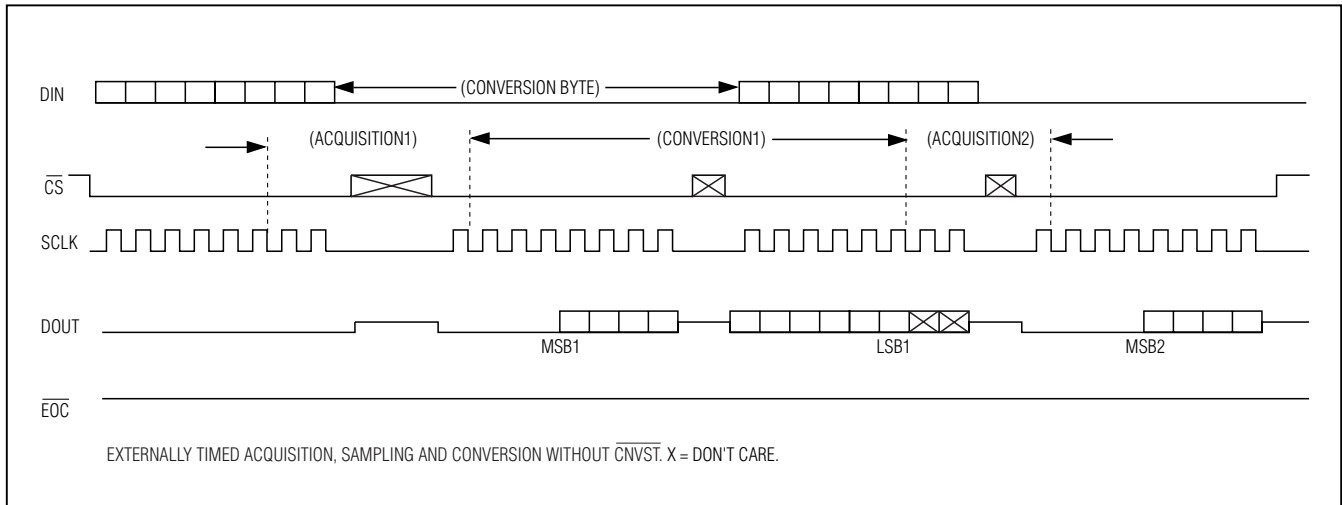 DIN
(CONVERSION BYTE)
(ACQUISITION1)
(CONVERSION1)
(ACQUISITION2)
CS
SCLK
DOUT
MSB1
LSB1
MSB2
EOC
EXTERNALLY TIMED ACQUISITION, SAMPLING AND CONVERSION WITHOUT CNVST. X = DON'T CARE.